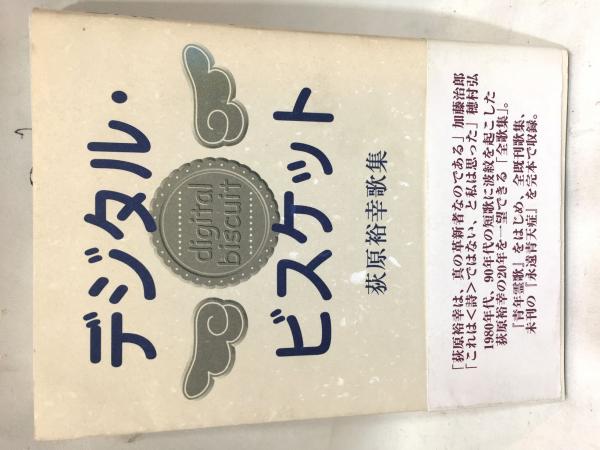 デジタル・
ビスケット
digital
biscuit
荻原裕幸歌集
「荻原裕幸は、真の革新者なのである」加藤治郎
「これは<詩>ではない、と私は思った」穂村弘
1980年代、90年代の短歌に波紋を起こした
荻原裕幸の20年を一望できる「全歌集」。
『青年霊歌』をはじめ、全既刊歌集、
未刊の『永遠青天症』を完本で収録。